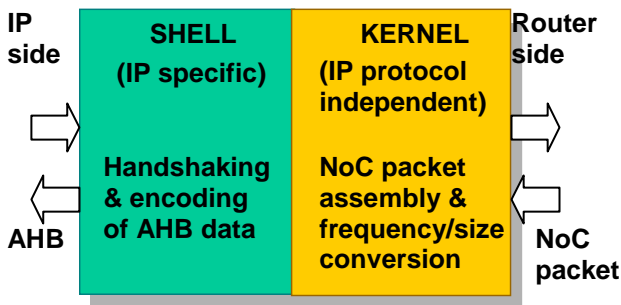 IP
side
SHELL
(IP specific)
KERNEL
(IP protocol
independent)
Router
side
Handshaking
& encoding
of AHB data
NoC packet
assembly &
frequency/size
conversion
AHB
NoC
packet